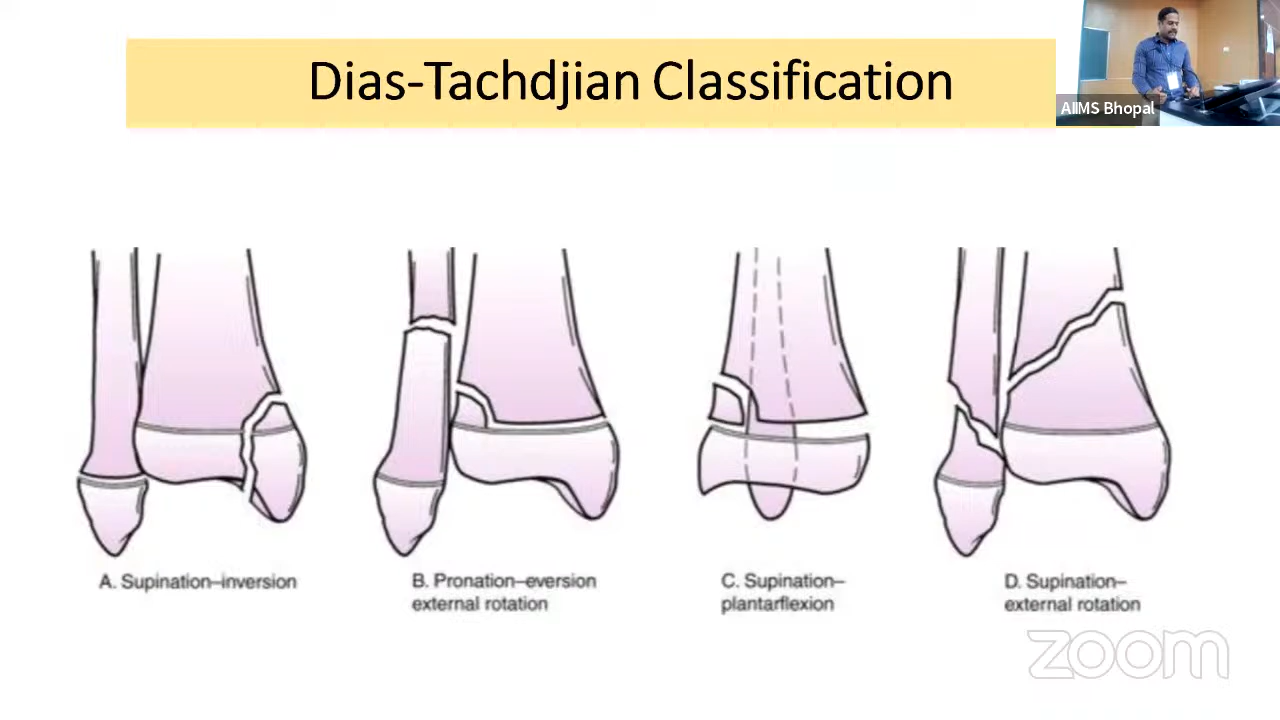 Dias-Tachdjian Classification
AIIMS Bhopal
A. Supination–inversion
B. Pronation–eversion
external rotation
C. Supination–
plantarflexion
D. Supination–
external rotation
zoom